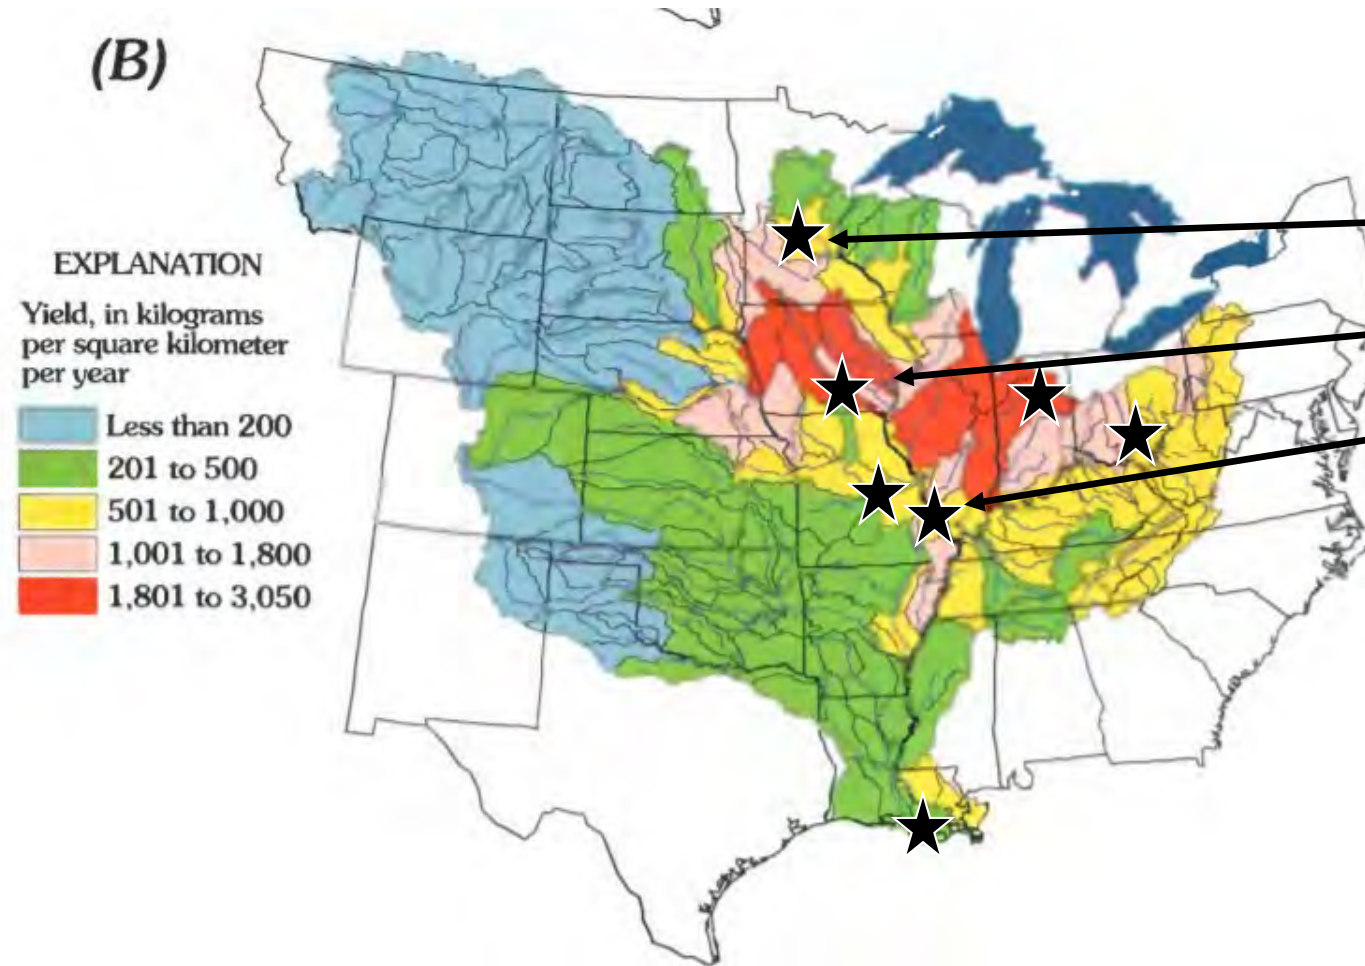 (B)
EXPLANATION
Yield, in kilograms
per square kilometer
per year
Less than 200
201 to 500
501 to 1,000
1,001 to 1,800
1,801 to 3,050